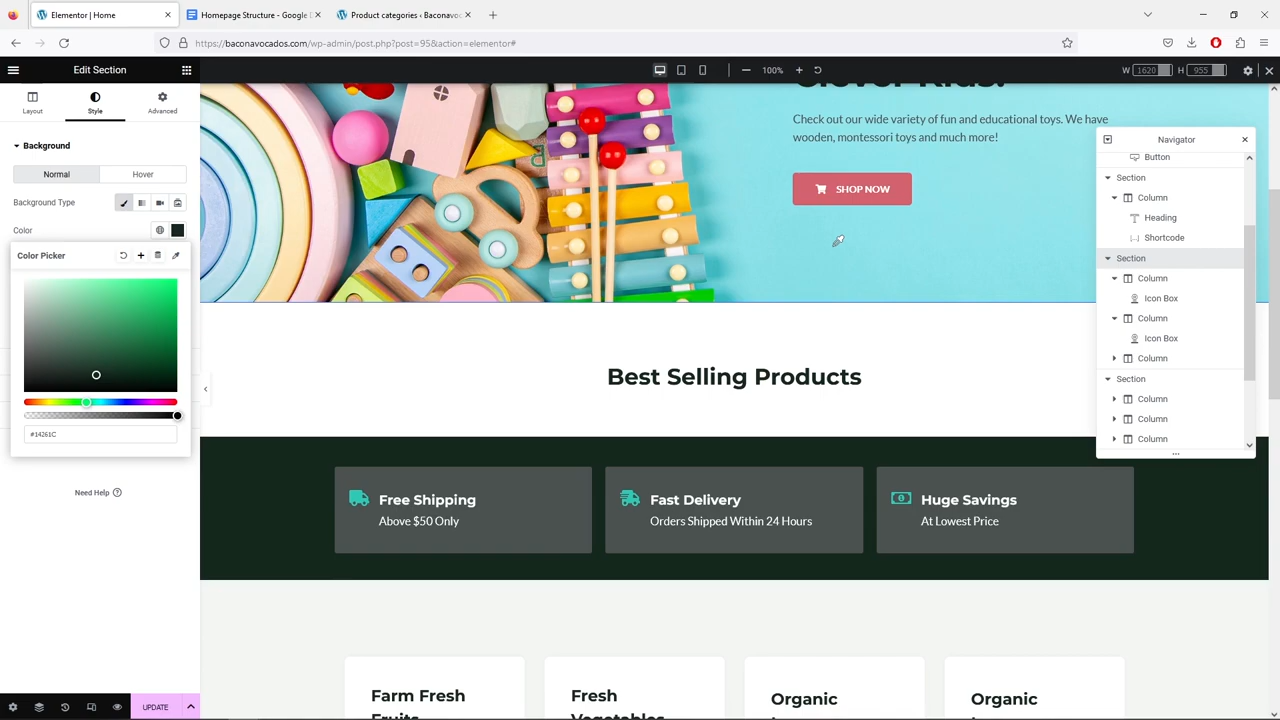 Elementor | Home
Homepage Structure - Google D
Product categories ‹ Baconavoc
https://baconavocados.com/wp-admin/post.php?post=95&action=elementor#
Edit Section
100%
W 1620 H 955
Layout
Style
Advanced
Background
Normal
Hover
Background Type
Color
Color Picker
#14261C
Need Help
UPDATE
Check out our wide variety of fun and educational toys. We have
wooden, montessori toys and much more!
SHOP NOW
Best Selling Products
Free Shipping
Above $50 Only
Fast Delivery
Orders Shipped Within 24 Hours
Huge Savings
At Lowest Price
Farm Fresh
Fruits
Fresh
Vegetables
Organic
Organic
Navigator
Button
Section
Column
Heading
Shortcode
Section
Column
Icon Box
Column
Icon Box
Column
Section
Column
Column
Column